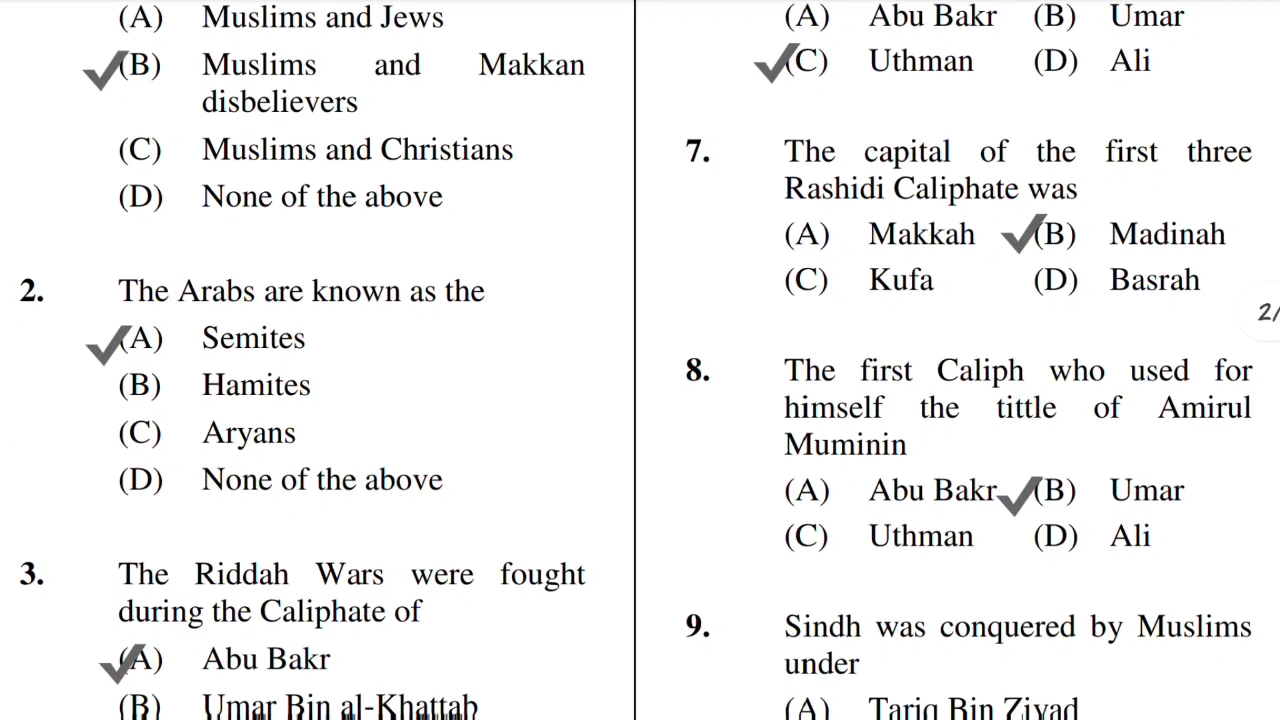 (A) Muslims and Jews
(B) Muslims and Makkan
disbelievers
(C) Muslims and Christians
(D) None of the above
2. The Arabs are known as the
(A) Semites
(B) Hamites
(C) Aryans
(D) None of the above
3. The Riddah Wars were fought
during the Caliphate of
(A) Abu Bakr
(B) Umar Bin al-Khattab
(A) Abu Bakr (B) Umar
(C) Uthman (D) Ali
7. The capital of the first three
Rashidi Caliphate was
(A) Makkah (B) Madinah
(C) Kufa (D) Basrah
2/
8. The first Caliph who used for
himself the tittle of Amirul
Muminin
(A) Abu Bakr (B) Umar
(C) Uthman (D) Ali
9. Sindh was conquered by Muslims
under
(A) Tariq Bin Ziyad